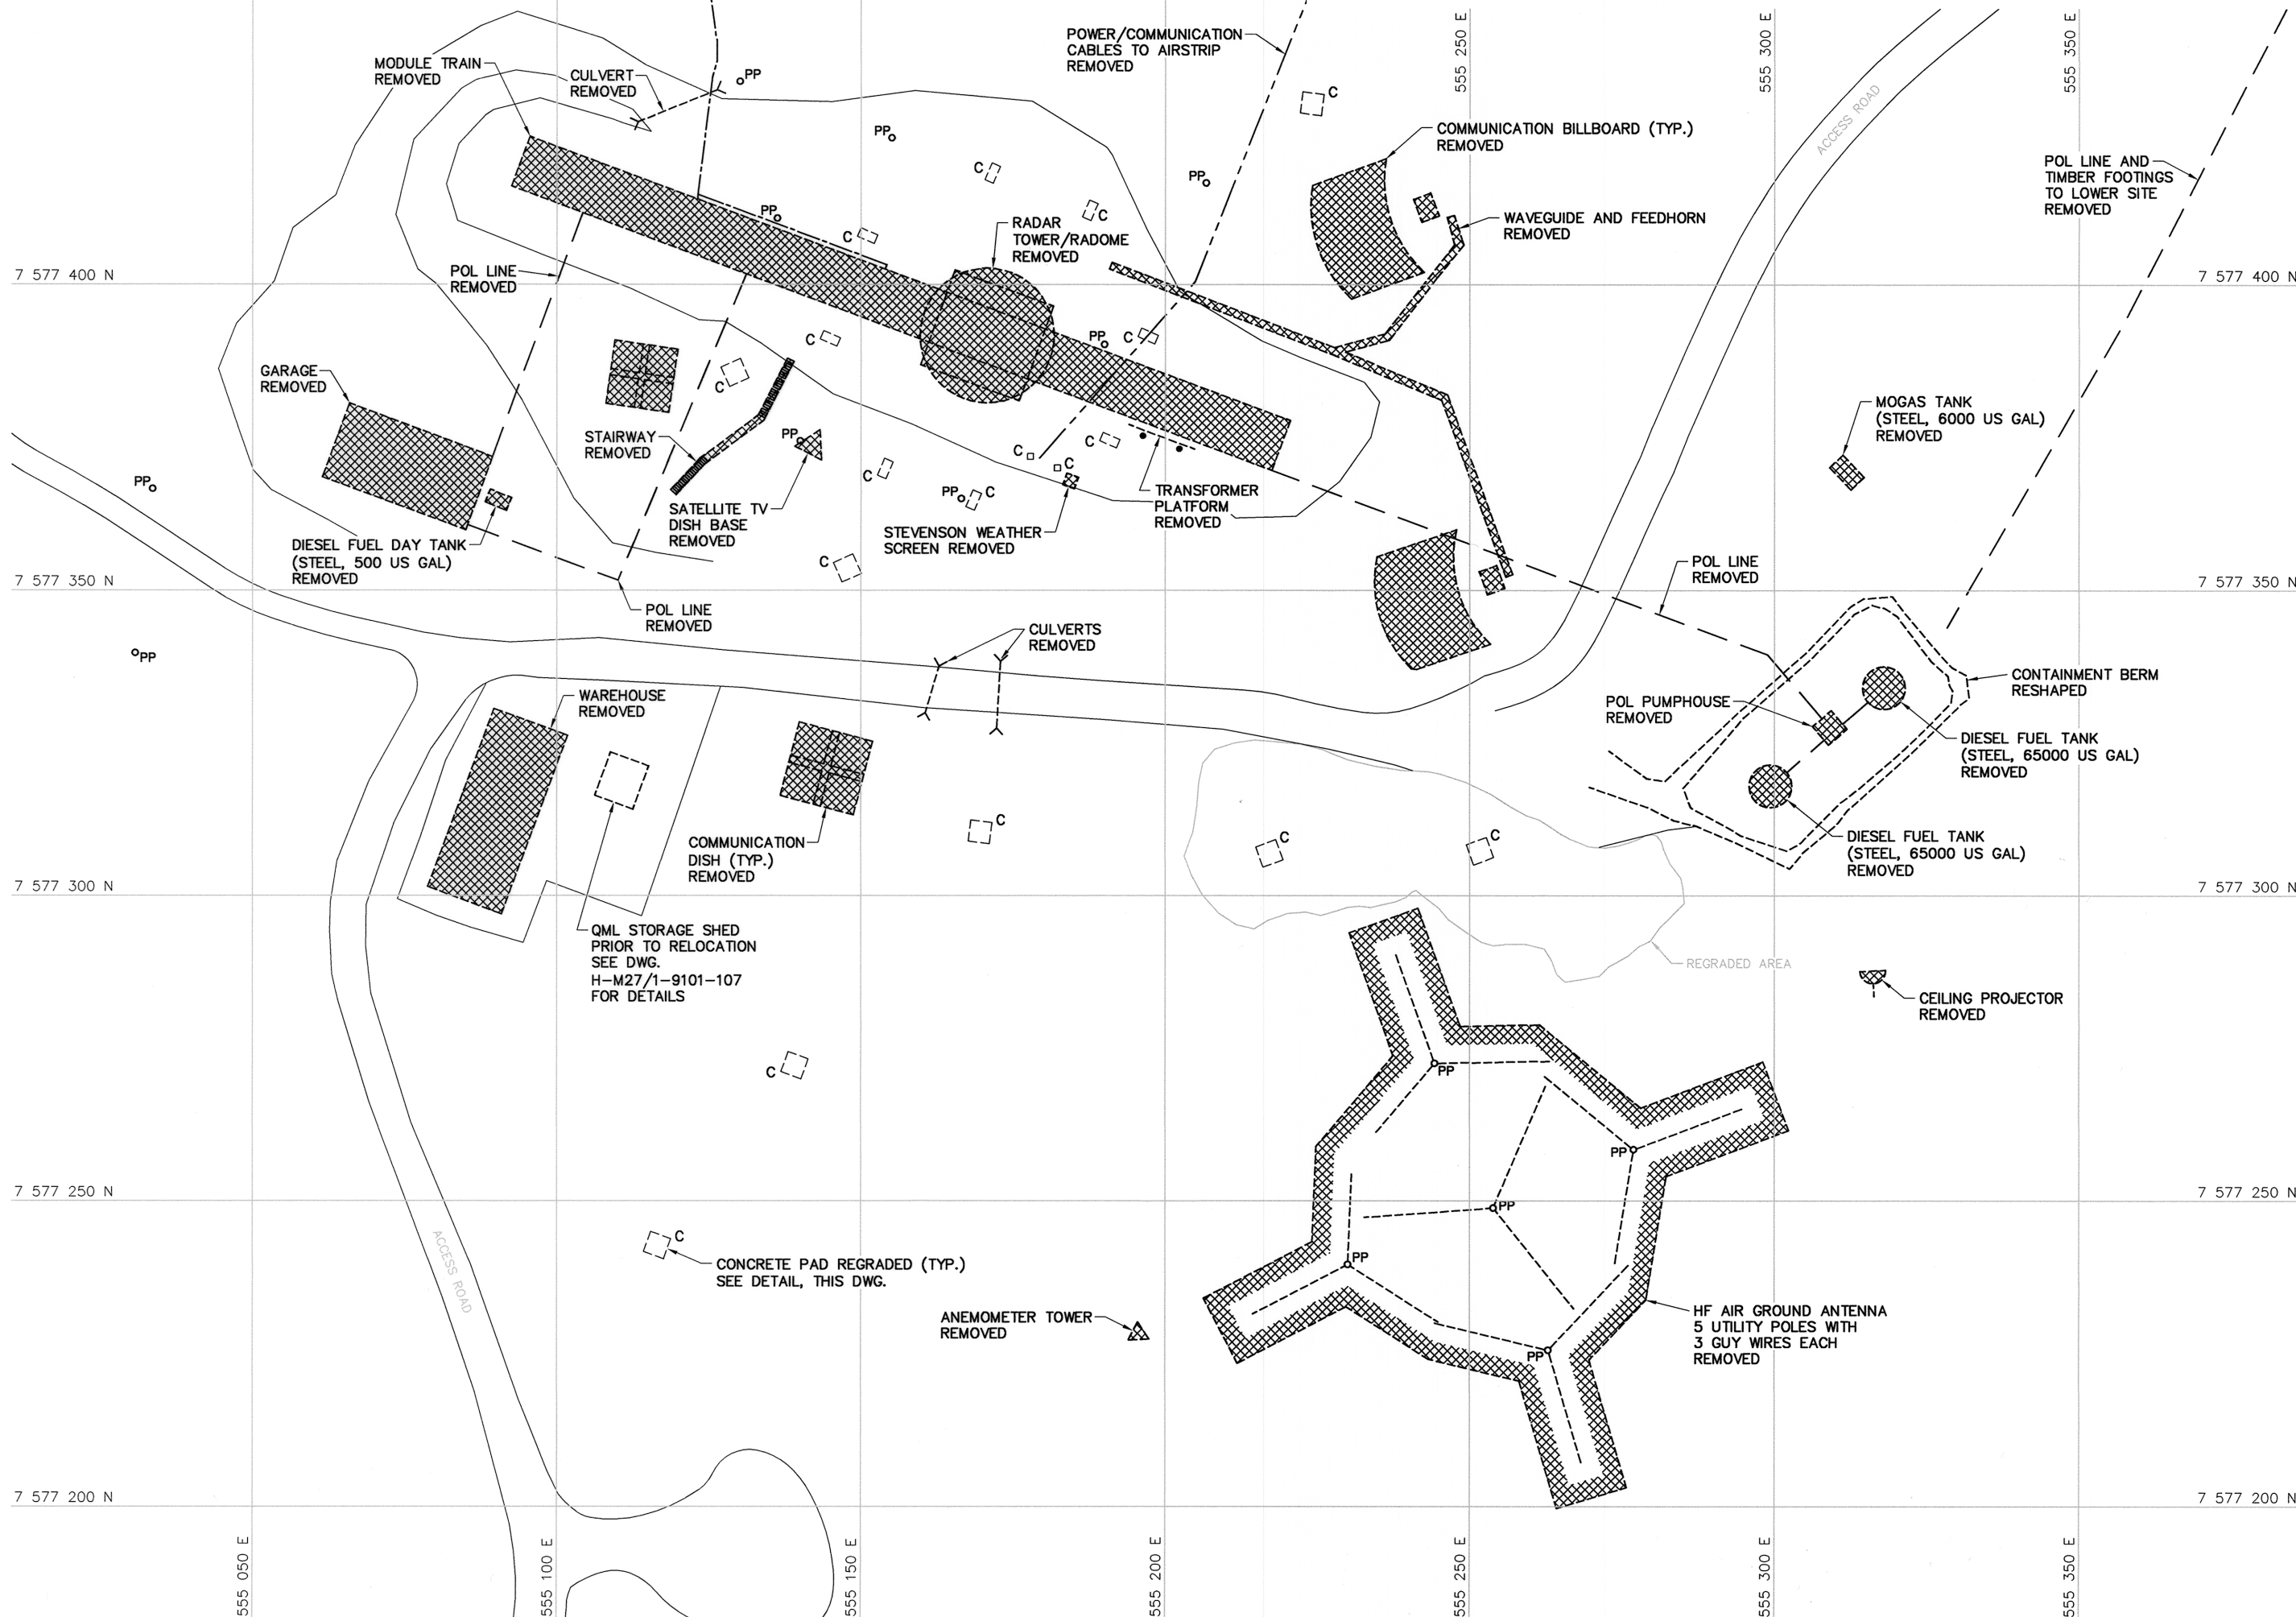 POWER/COMMUNICATION
CABLES TO AIRSTRIP
REMOVED
555 250 E
555 300 E
555 350 E
MODULE TRAIN
REMOVED
CULVERT
REMOVED
PP
C
ACCESS ROAD
COMMUNICATION BILLBOARD (TYP.)
REMOVED
PP
C
PP
POL LINE AND
TIMBER FOOTINGS
TO LOWER SITE
REMOVED
PP
C
C
RADAR
TOWER/RADOME
REMOVED
WAVEGUIDE AND FEEDHORN
REMOVED
7 577 400 N
POL LINE
REMOVED
7 577 400 N
C
PP
C
GARAGE
REMOVED
C
MOGAS TANK
(STEEL, 6000 US GAL)
REMOVED
STAIRWAY
REMOVED
PP
C
C
C
C
PP
PP
C
SATELLITE TV
DISH BASE
REMOVED
STEVENSON WEATHER
SCREEN REMOVED
TRANSFORMER
PLATFORM
REMOVED
DIESEL FUEL DAY TANK
(STEEL, 500 US GAL)
REMOVED
C
POL LINE
REMOVED
7 577 350 N
7 577 350 N
POL LINE
REMOVED
CULVERTS
REMOVED
PP
CONTAINMENT BERM
RESHAPED
WAREHOUSE
REMOVED
POL PUMPHOUSE
REMOVED
DIESEL FUEL TANK
(STEEL, 65000 US GAL)
REMOVED
C
C
C
COMMUNICATION
DISH (TYP.)
REMOVED
DIESEL FUEL TANK
(STEEL, 65000 US GAL)
REMOVED
7 577 300 N
7 577 300 N
QML STORAGE SHED
PRIOR TO RELOCATION
SEE DWG.
H-M27/1-9101-107
FOR DETAILS
REGRADED AREA
CEILING PROJECTOR
REMOVED
C
PP
PP
7 577 250 N
7 577 250 N
PP
ACCESS ROAD
C
CONCRETE PAD REGRADED (TYP.)
SEE DETAIL, THIS DWG.
PP
ANEMOMETER TOWER
REMOVED
HF AIR GROUND ANTENNA
5 UTILITY POLES WITH
3 GUY WIRES EACH
REMOVED
PP
7 577 200 N
7 577 200 N
555 050 E
555 100 E
555 150 E
555 200 E
555 250 E
555 300 E
555 350 E